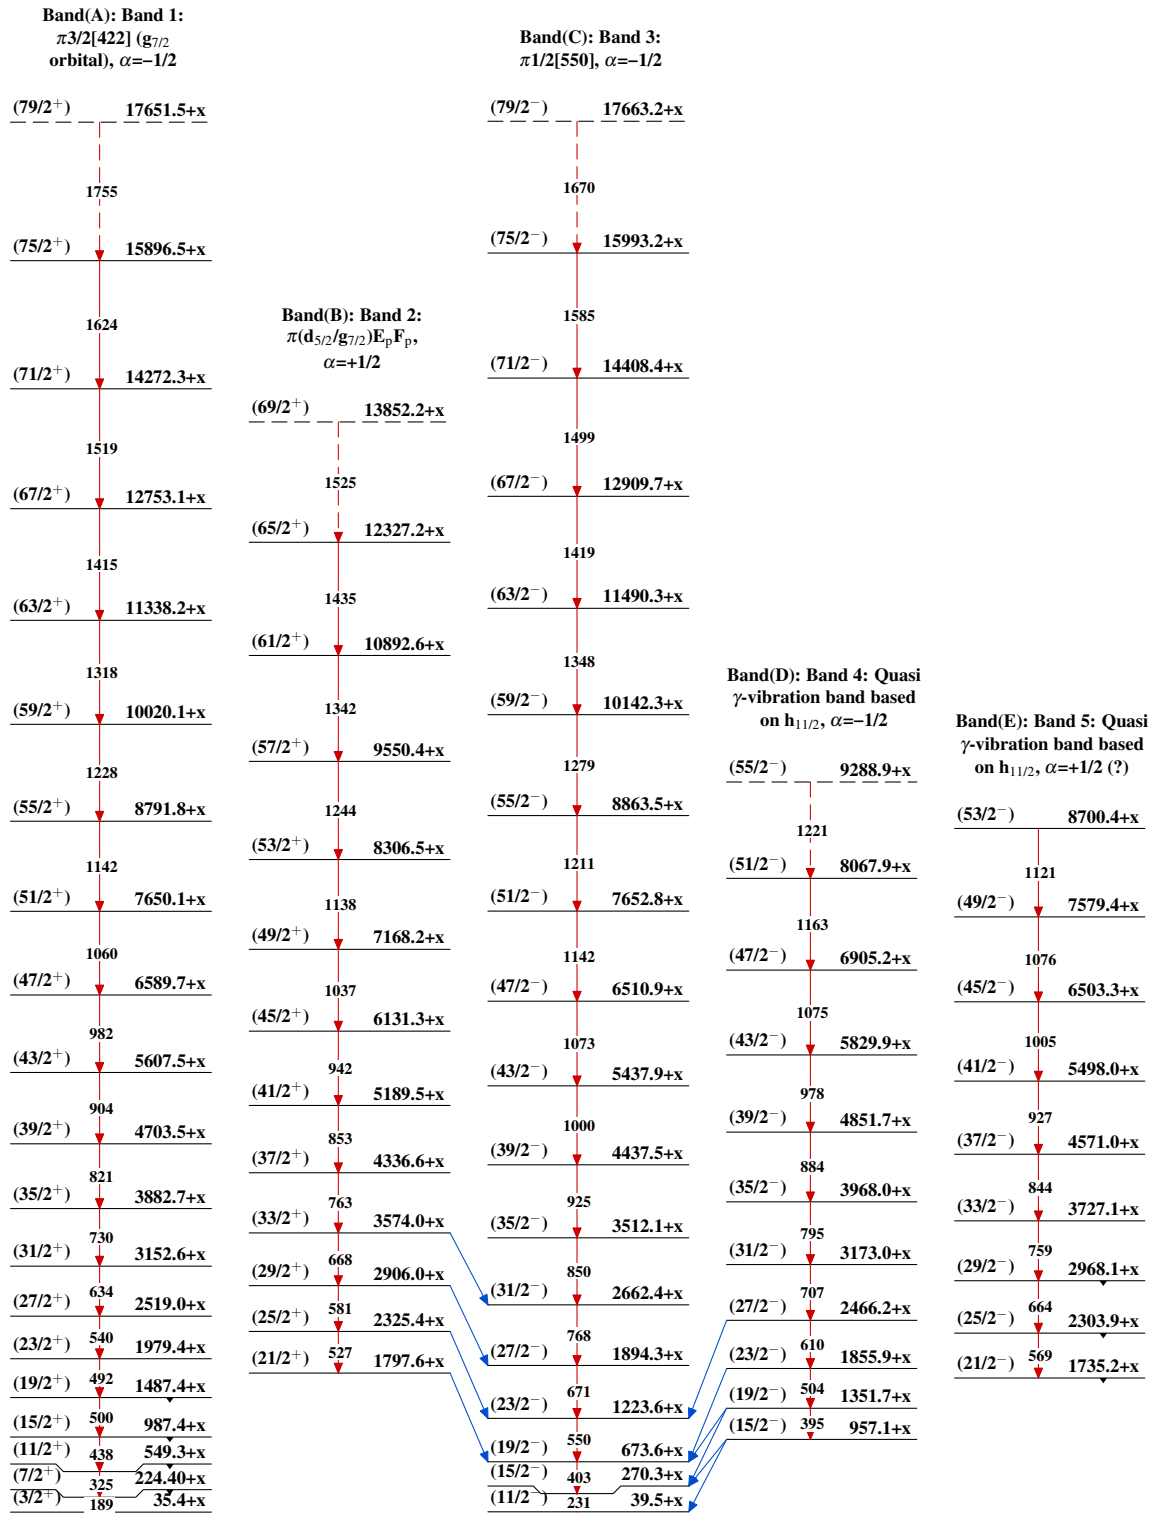 Band(A): Band 1:
π3/2[422] (g7/2
orbital), α=−1/2
(79/2+) 17651.5+x
1755
(75/2+) 15896.5+x
1624
(71/2+) 14272.3+x
1519
(67/2+) 12753.1+x
1415
(63/2+) 11338.2+x
1318
(59/2+) 10020.1+x
1228
(55/2+) 8791.8+x
1142
(51/2+) 7650.1+x
1060
(47/2+) 6589.7+x
982
(43/2+) 5607.5+x
904
(39/2+) 4703.5+x
821
(35/2+) 3882.7+x
730
(31/2+) 3152.6+x
634
(27/2+) 2519.0+x
540
(23/2+) 1979.4+x
492
(19/2+) 1487.4+x
500
(15/2+) 987.4+x
438
(11/2+) 549.3+x
325
(7/2+) 224.40+x
189
(3/2+) 35.4+x
Band(B): Band 2:
π(d5/2/g7/2)EpFp,
α=+1/2
(69/2+) 13852.2+x
1525
(65/2+) 12327.2+x
1435
(61/2+) 10892.6+x
1342
(57/2+) 9550.4+x
1244
(53/2+) 8306.5+x
1138
(49/2+) 7168.2+x
1037
(45/2+) 6131.3+x
942
(41/2+) 5189.5+x
853
(37/2+) 4336.6+x
763
(33/2+) 3574.0+x
668
(29/2+) 2906.0+x
581
(25/2+) 2325.4+x
527
(21/2+) 1797.6+x
Band(C): Band 3:
π1/2[550], α=−1/2
(79/2−) 17663.2+x
1670
(75/2−) 15993.2+x
1585
(71/2−) 14408.4+x
1499
(67/2−) 12909.7+x
1419
(63/2−) 11490.3+x
1348
(59/2−) 10142.3+x
1279
(55/2−) 8863.5+x
1211
(51/2−) 7652.8+x
1142
(47/2−) 6510.9+x
1073
(43/2−) 5437.9+x
1000
(39/2−) 4437.5+x
925
(35/2−) 3512.1+x
850
(31/2−) 2662.4+x
768
(27/2−) 1894.3+x
671
(23/2−) 1223.6+x
550
(19/2−) 673.6+x
403
(15/2−) 270.3+x
231
(11/2−) 39.5+x
Band(D): Band 4: Quasi
γ-vibration band based
on h11/2, α=−1/2
(55/2−) 9288.9+x
1221
(51/2−) 8067.9+x
1163
(47/2−) 6905.2+x
1075
(43/2−) 5829.9+x
978
(39/2−) 4851.7+x
884
(35/2−) 3968.0+x
795
(31/2−) 3173.0+x
707
(27/2−) 2466.2+x
610
(23/2−) 1855.9+x
504
(19/2−) 1351.7+x
395
(15/2−) 957.1+x
Band(E): Band 5: Quasi
γ-vibration band based
on h11/2, α=+1/2 (?)
(53/2−) 8700.4+x
1121
(49/2−) 7579.4+x
1076
(45/2−) 6503.3+x
1005
(41/2−) 5498.0+x
927
(37/2−) 4571.0+x
844
(33/2−) 3727.1+x
759
(29/2−) 2968.1+x
664
(25/2−) 2303.9+x
569
(21/2−) 1735.2+x